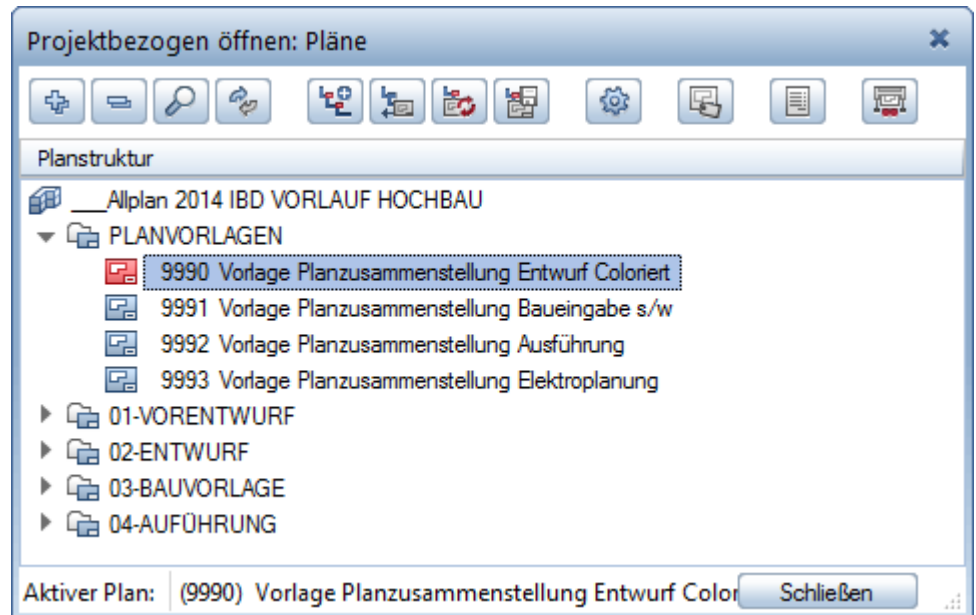 Projektbezogen öffnen: Pläne
Planstruktur
___Allplan 2014 IBD VORLAUF HOCHBAU
PLANVORLAGEN
9990 Vorlage Planzusammenstellung Entwurf Coloriert
9991 Vorlage Planzusammenstellung Baueingabe s/w
9992 Vorlage Planzusammenstellung Ausführung
9993 Vorlage Planzusammenstellung Elektroplanung
01-VORENTWURF
02-ENTWURF
03-BAUVORLAGE
04-AUFÜHRUNG
Aktiver Plan: (9990) Vorlage Planzusammenstellung Entwurf Color Schließen